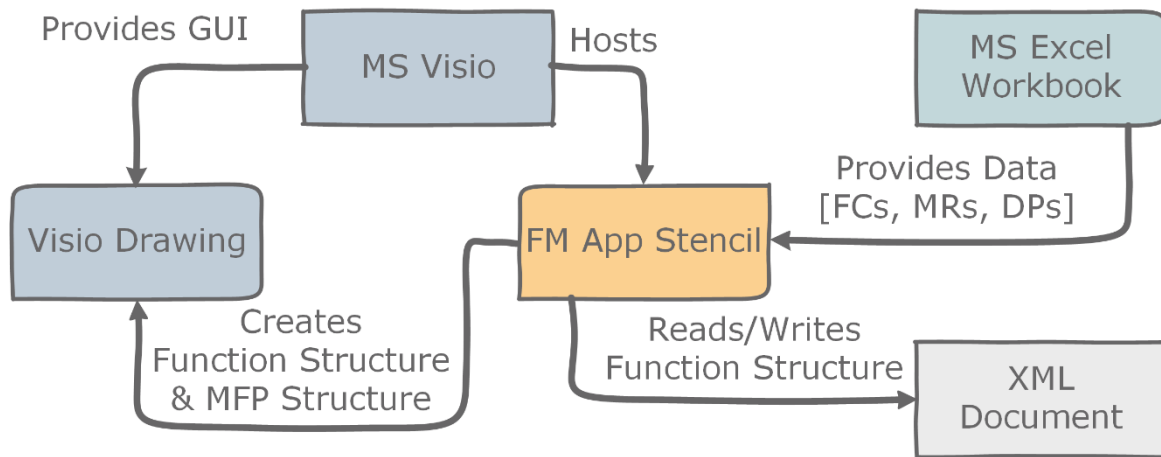 Provides GUI
MS Visio
Hosts
MS Excel
Workbook
Provides Data
[FCs, MRs, DPs]
Visio Drawing
FM App Stencil
Creates
Function Structure
& MFP Structure
Reads/Writes
Function Structure
XML
Document